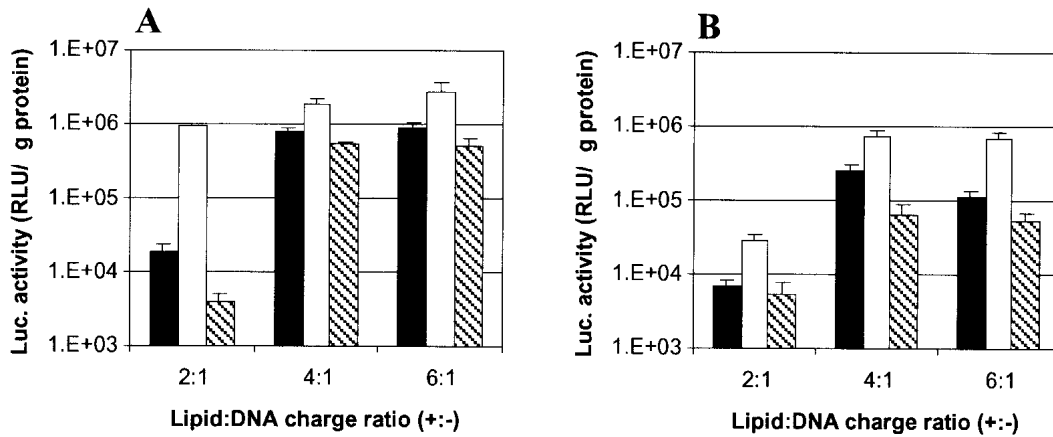 A
Luc. activity (RLU/ g protein)
1.E+07
1.E+06
1.E+05
1.E+04
1.E+03
2:1
4:1
6:1
Lipid:DNA charge ratio (+:-)
B
Luc. activity (RLU/ g protein)
1.E+07
1.E+06
1.E+05
1.E+04
1.E+03
2:1
4:1
6:1
Lipid:DNA charge ratio (+:-)